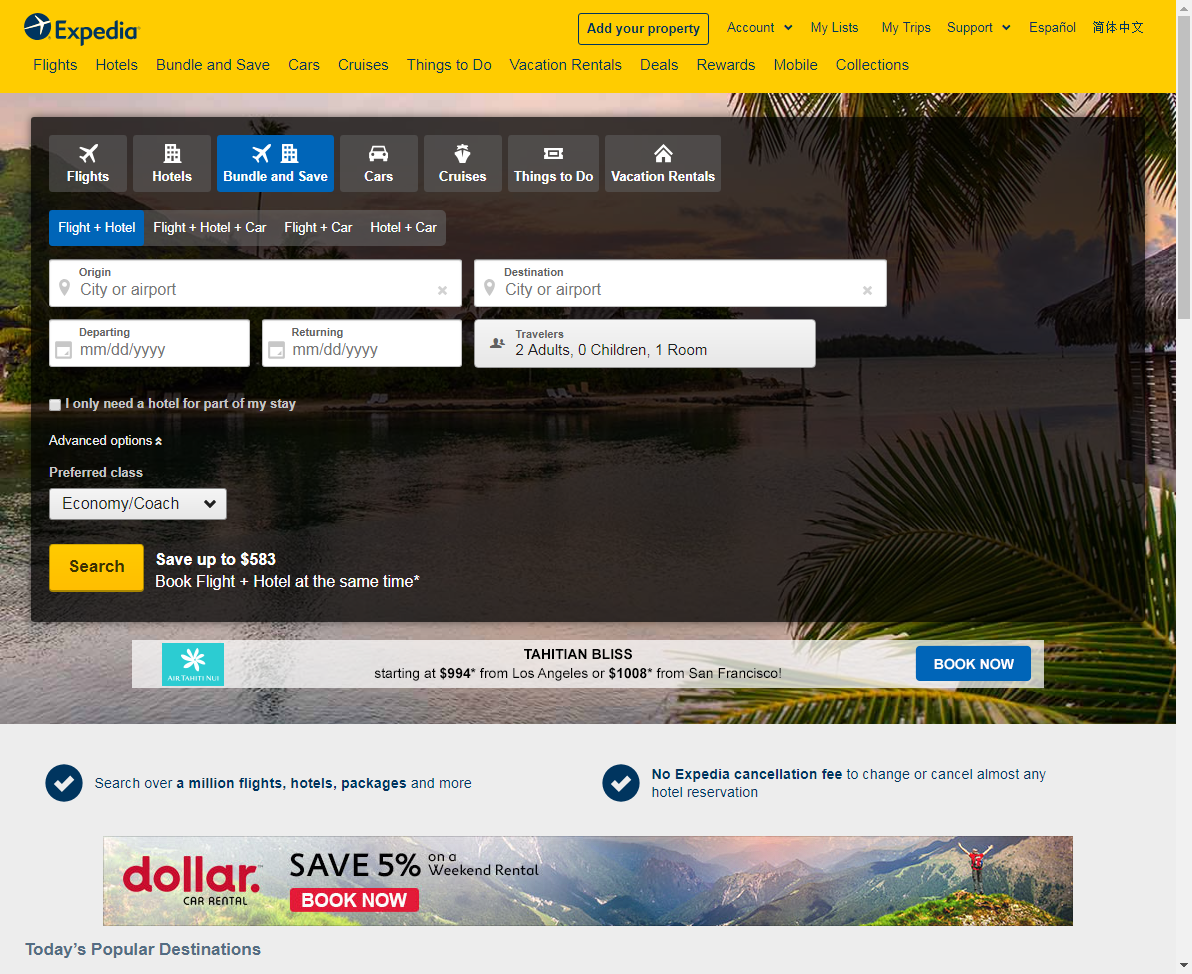 Expedia
Add your property
Account
My Lists
My Trips
Support
Español
简体中文
Flights
Hotels
Bundle and Save
Cars
Cruises
Things to Do
Vacation Rentals
Deals
Rewards
Mobile
Collections
Flights
Hotels
Bundle and Save
Cars
Cruises
Things to Do
Vacation Rentals
Flight + Hotel
Flight + Hotel + Car
Flight + Car
Hotel + Car
Origin
City or airport
Destination
City or airport
Departing
mm/dd/yyyy
Returning
mm/dd/yyyy
Travelers
2 Adults, 0 Children, 1 Room
I only need a hotel for part of my stay
Advanced options
Preferred class
Economy/Coach
Search
Save up to $583
Book Flight + Hotel at the same time*
AIR TAHITI NUI
TAHITIAN BLISS
starting at $994* from Los Angeles or $1008* from San Francisco!
BOOK NOW
Search over a million flights, hotels, packages and more
No Expedia cancellation fee to change or cancel almost any
hotel reservation
dollar.
CAR RENTAL
SAVE 5% on a
Weekend Rental
BOOK NOW
Today's Popular Destinations